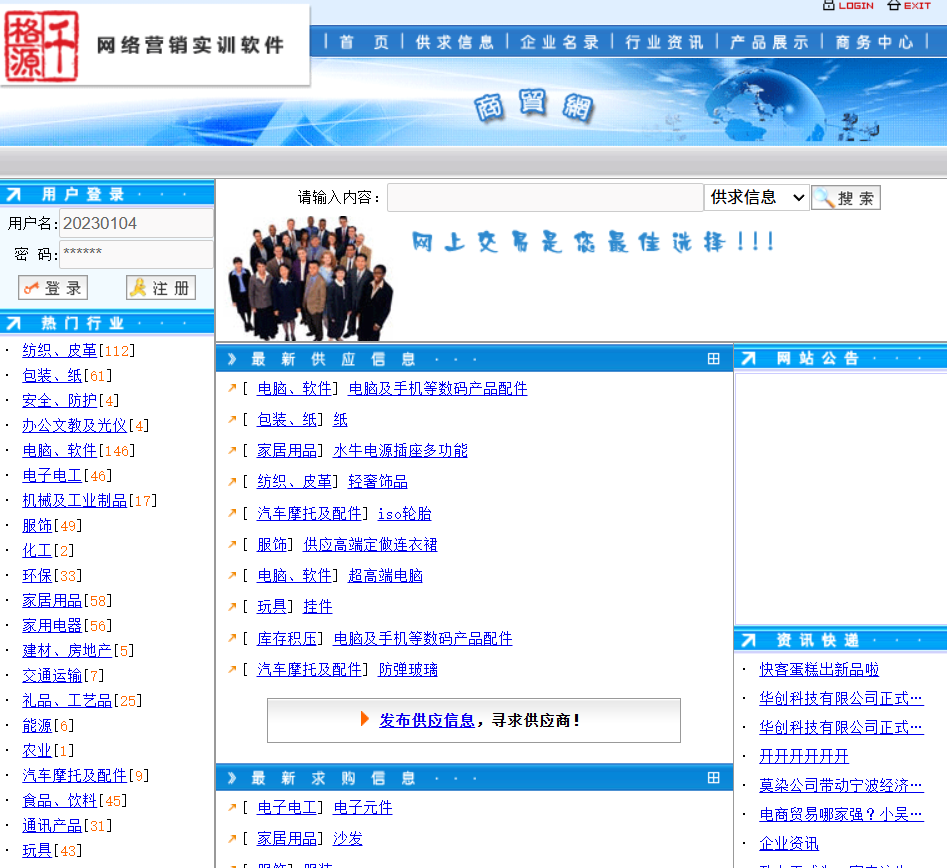 LOGIN EXIT
千格源
网络营销实训软件
| 首 页 | 供求信息 | 企业名录 | 行业资讯 | 产品展示 | 商务中心 |
商貿網
用户登录 · · ·
用户名: 20230104
密 码: ******
登 录 注 册
热门行业 · · ·
· 纺织、皮革[112]
· 包装、纸[61]
· 安全、防护[4]
· 办公文教及光仪[4]
· 电脑、软件[146]
· 电子电工[46]
· 机械及工业制品[17]
· 服饰[49]
· 化工[2]
· 环保[33]
· 家居用品[58]
· 家用电器[56]
· 建材、房地产[5]
· 交通运输[7]
· 礼品、工艺品[25]
· 能源[6]
· 农业[1]
· 汽车摩托及配件[9]
· 食品、饮料[45]
· 通讯产品[31]
· 玩具[43]
请输入内容: 供求信息 搜 索
网上交易是您最佳选择!!!
》 最新供应信息 · · ·
[ 电脑、软件] 电脑及手机等数码产品配件
[ 包装、纸] 纸
[ 家居用品] 水牛电源插座多功能
[ 纺织、皮革] 轻奢饰品
[ 汽车摩托及配件] iso轮胎
[ 服饰] 供应高端定做连衣裙
[ 电脑、软件] 超高端电脑
[ 玩具] 挂件
[ 库存积压] 电脑及手机等数码产品配件
[ 汽车摩托及配件] 防弹玻璃
发布供应信息，寻求供应商！
》 最新求购信息 · · ·
[ 电子电工] 电子元件
[ 家居用品] 沙发
[ 服饰] 服装
网站公告 · · ·
资讯快递 · · ·
· 快客蛋糕出新品啦
· 华创科技有限公司正式…
· 华创科技有限公司正式…
· 开开开开开开
· 莫染公司带动宁波经济…
· 电商贸易哪家强？小吴…
· 企业资讯